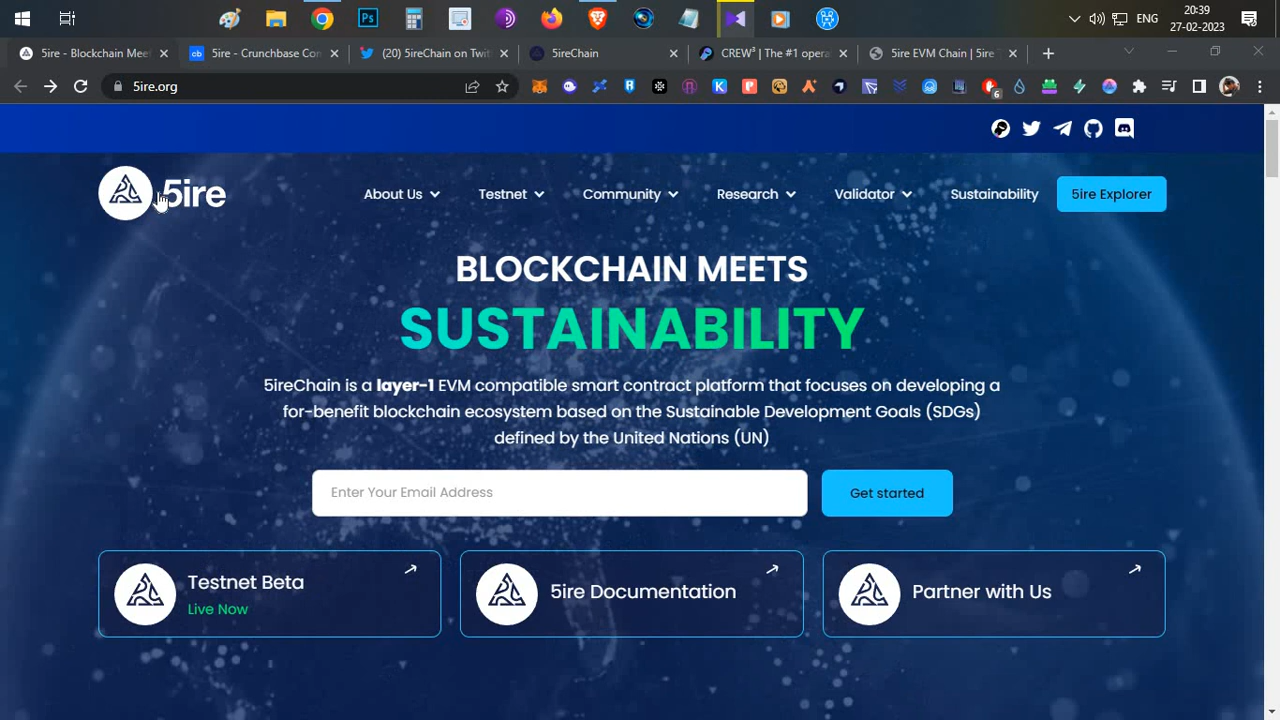 20:39
ENG
27-02-2023
5ire - Blockchain Meet
5ire - Crunchbase Con
(20) 5ireChain on Twit
5ireChain
CREW³ | The #1 opera
5ire EVM Chain | 5ire T
5ire.org
6
5ire
About Us
Testnet
Community
Research
Validator
Sustainability
5ire Explorer
BLOCKCHAIN MEETS
SUSTAINABILITY
5ireChain is a layer-1 EVM compatible smart contract platform that focuses on developing a
for-benefit blockchain ecosystem based on the Sustainable Development Goals (SDGs)
defined by the United Nations (UN)
Enter Your Email Address
Get started
Testnet Beta
Live Now
5ire Documentation
Partner with Us